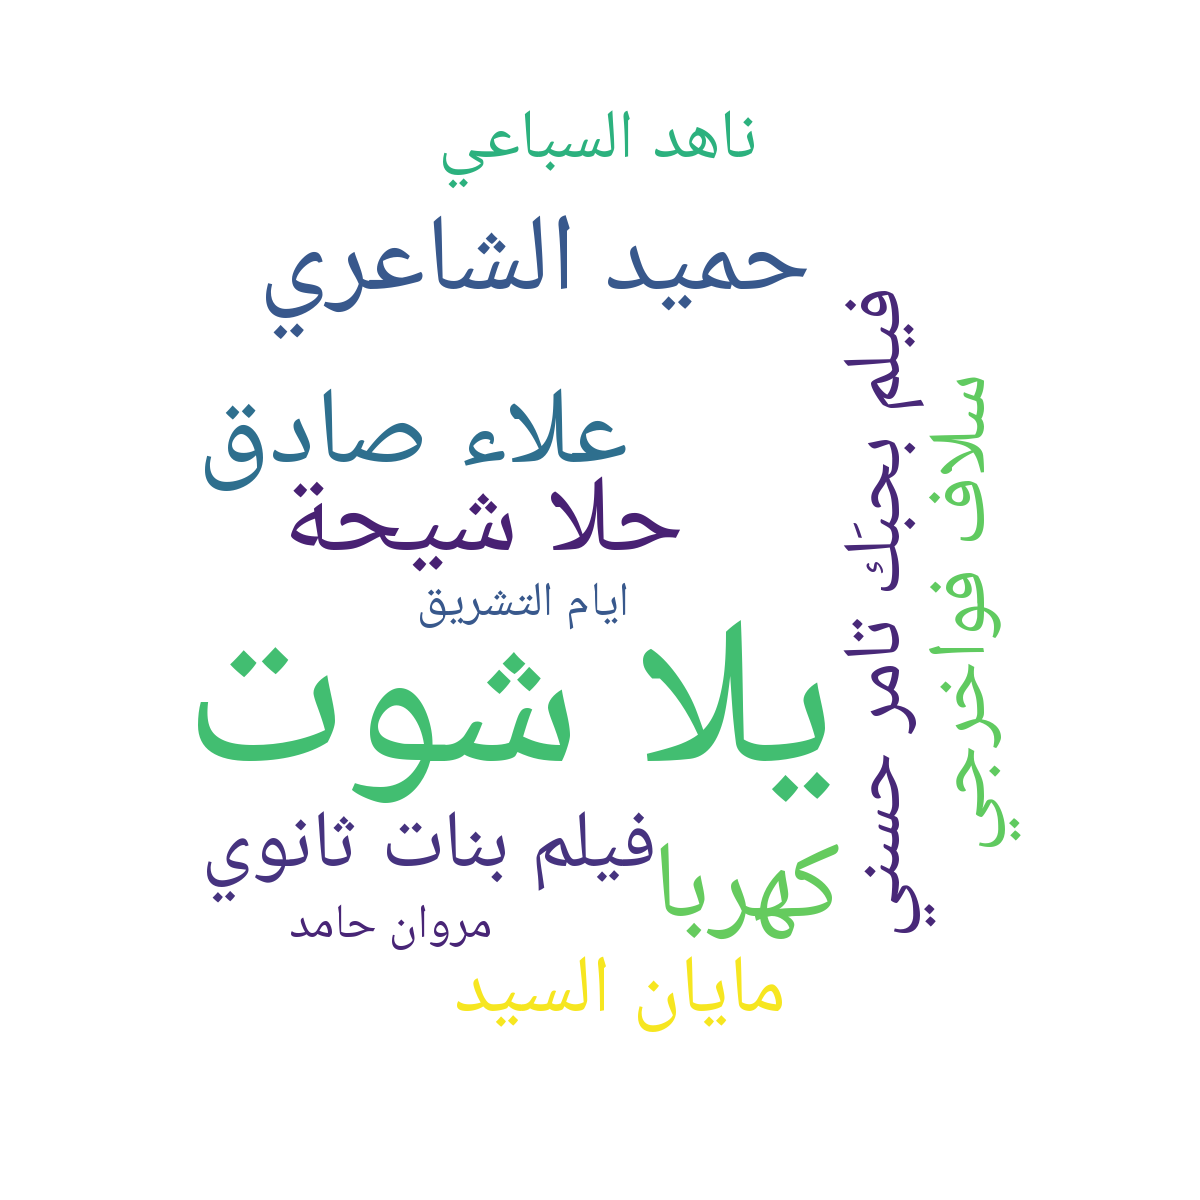 ناهد السباعي
حميد الشاعري
علاء صادق
حلا شيحة
ايام التشريق
يلا شوت
فيلم بنات ثانوي
كهربا
مروان حامد
مايان السيد
فيلم بحبَك تامر حسني
سلاف فواخرجي